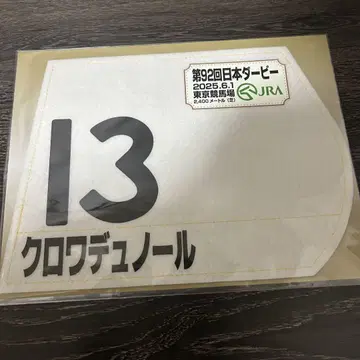 第92回日本ダービー
2025.6.1
東京競馬場
2,400メートル(芝)
JRA
13
クロワデュノール